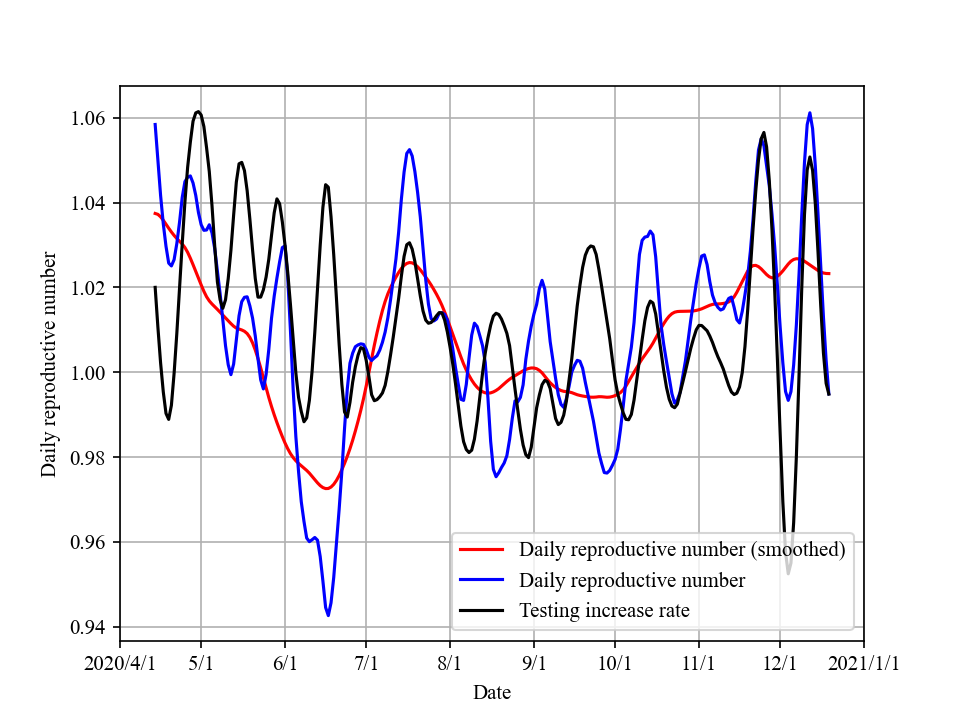 Daily reproductive number
1.06
1.04
1.02
1.00
0.98
0.96
0.94
Daily reproductive number (smoothed)
Daily reproductive number
Testing increase rate
2020/4/1 5/1 6/1 7/1 8/1 9/1 10/1 11/1 12/1 2021/1/1
Date